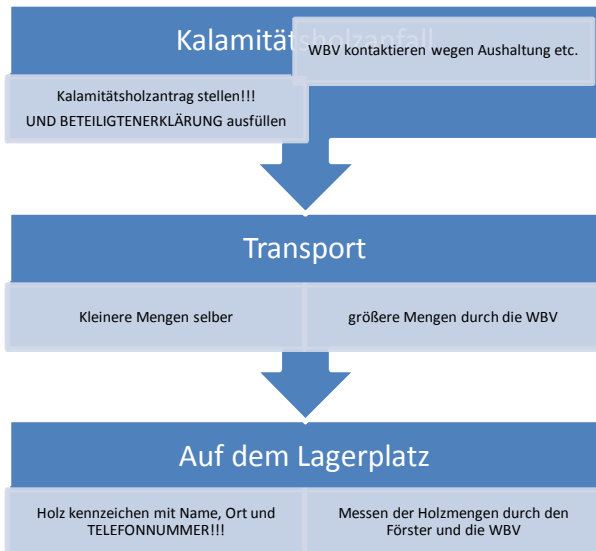 Kalamitätsholzanfall
WBV kontaktieren wegen Aushaltung etc.
Kalamitätsholzantrag stellen!!!
UND BETEILIGTENERKLÄRUNG ausfüllen
Transport
Kleinere Mengen selber
größere Mengen durch die WBV
Auf dem Lagerplatz
Holz kennzeichen mit Name, Ort und
TELEFONNUMMER!!!
Messen der Holzmengen durch den
Förster und die WBV